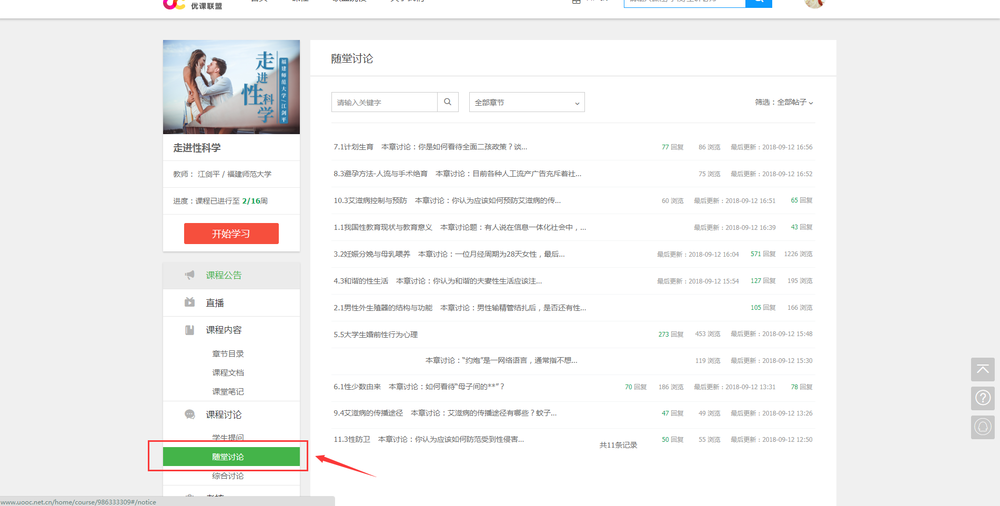 优课联盟
走进性科学
福建师范大学/江剑平
走进性科学
教师： 江剑平 / 福建师范大学
进度：课程已进行至 2/16周
开始学习
课程公告
直播
课程内容
章节目录
课程文档
课堂笔记
课程讨论
学生提问
随堂讨论
综合讨论
随堂讨论
请输入关键字
全部章节
筛选：全部帖子
7.1计划生育 本章讨论：你是如何看待全面二孩政策？谈... 77 回复 86 浏览 最后更新：2018-09-12 16:56
8.3避孕方法-人流与手术绝育 本章讨论：目前各种人工流产广告充斥着社... 75 浏览 最后更新：2018-09-12 16:52
10.3艾滋病控制与预防 本章讨论：你认为应该如何预防艾滋病的传... 60 浏览 最后更新：2018-09-12 16:51 65 回复
1.1我国性教育现状与教育意义 本章讨论题：有人说在信息一体化社会中，... 最后更新：2018-09-12 16:39 43 回复
3.2妊娠分娩与母乳喂养 本章讨论：一位月经周期为28天女性，最后... 最后更新：2018-09-12 16:04 571 回复 1226 浏览
4.3和谐的性生活 本章讨论：你认为和谐的夫妻性生活应该注... 最后更新：2018-09-12 15:54 127 回复 195 浏览
2.1男性外生殖器的结构与功能 本章讨论：男性输精管结扎后，是否还有性... 105 回复 166 浏览
5.5大学生婚前性行为心理 273 回复 453 浏览 最后更新：2018-09-12 15:48
本章讨论：“约炮”是一网络语言，通常指不想... 119 浏览 最后更新：2018-09-12 15:30
6.1性少数由来 本章讨论：如何看待“母子间的**”？ 70 回复 186 浏览 最后更新：2018-09-12 13:31 78 回复
9.4艾滋病的传播途径 本章讨论：艾滋病的传播途径有哪些？蚊子... 47 回复 49 浏览 最后更新：2018-09-12 13:26
11.3性防卫 本章讨论：你认为应该如何防范受到性侵害... 50 回复 55 浏览 最后更新：2018-09-12 12:50
共11条记录
www.uooc.net.cn/home/course/986333309#/notice